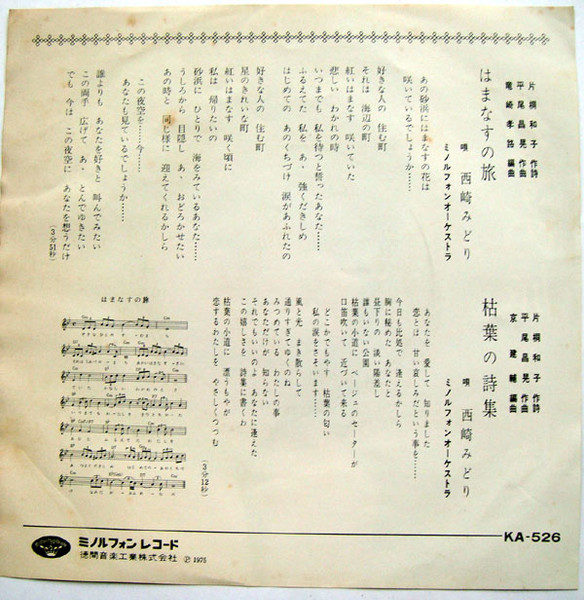 はまなすの旅
片桐和子 作詩
平尾昌晃 作曲
竜崎孝路 編曲
唄 西崎みどり
ミノルフォンオーケストラ
あの砂浜にはまなすの花は
咲いているでしょうか……
好きな人の 住む町
それは 海辺の町
紅いはまなす 咲いていた
悲しい わかれの時
いつまでも 私を待つと誓ったあなた……
ふるえてた 私を あゝ 強くだきしめ
はじめての あのくちづけ 涙があふれたの
好きな人の 住む町
星のきれいな町
紅いはまなす 咲く頃に
私は 帰りたいの
砂浜に ひとりで 海をみているあなた……
うしろから 目隠し あゝ おどろかせたい
あの時と 同じ様に 迎えてくれるかしら
この夜空を……今……
あなたも見ているでしょうか……
誰よりも あなたを好きと 叫んでみたい
この両手 広げて あゝ とんでゆきたい
でも 今は この夜空に あなたを想うだけ
(3分51秒)
枯葉の詩集
片桐和子 作詩
平尾昌晃 作曲
京建輔 編曲
唄 西崎みどり
ミノルフォンオーケストラ
あなたを 愛して 知りました
恋とは 甘い哀しみだという事を……
今日も此処で 逢えるかしら
胸に秘めた あなたと
昼下りの 淡い陽差し
誰もいない公園
枯葉の小道に ベージュのセーターが
口笛吹いて 近づいて来る
どこかでもやす 枯葉の匂い
私の涙をさそいます……
風と光 まき散らして
通りすぎてゆくのね
みつめている わたしの事
あなただけが 知らない
それでもいいのよ あなたに逢えた
この嬉しさを 詩集に書くわ
枯葉の小道に 漂うもやが
恋するわたしを やさしくつつむ
(3分12秒)
はまなすの旅
ミノルフォンレコード
徳間音楽工業株式会社 Ⓟ1975
KA-526